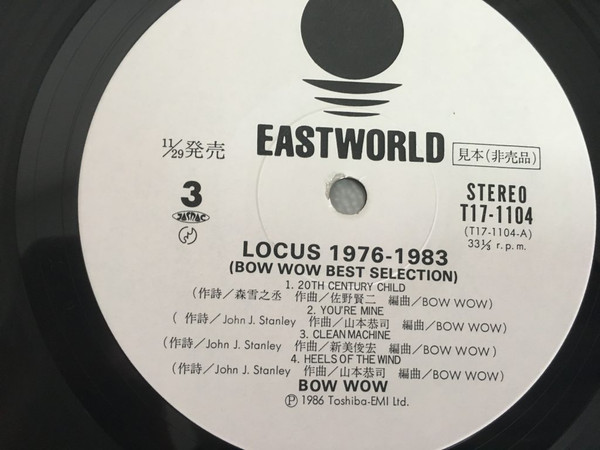 EASTWORLD
11/29発売
見本(非売品)
3
JASRAC
STEREO
T17-1104
(T17-1104-A)
33⅓ r.p.m.
LOCUS 1976-1983
(BOW WOW BEST SELECTION)
1. 20TH CENTURY CHILD
(作詩/森雪之丞 作曲/佐野賢二 編曲/BOW WOW)
2. YOU'RE MINE
(作詩/John J. Stanley 作曲/山本恭司 編曲/BOW WOW)
3. CLEAN MACHINE
(作詩/John J. Stanley 作曲/新美俊宏 編曲/BOW WOW)
4. HEELS OF THE WIND
(作詩/John J. Stanley 作曲/山本恭司 編曲/BOW WOW)
BOW WOW
Ⓟ 1986 Toshiba-EMI Ltd.